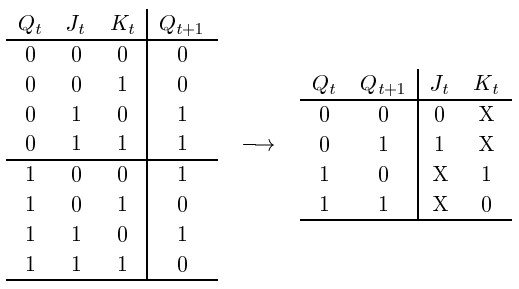 Q_t J_t K_t Q_{t+1}
0 0 0 0
0 0 1 0
0 1 0 1
0 1 1 1
1 0 0 1
1 0 1 0
1 1 0 1
1 1 1 0
→
Q_t Q_{t+1} J_t K_t
0 0 0 X
0 1 1 X
1 0 X 1
1 1 X 0